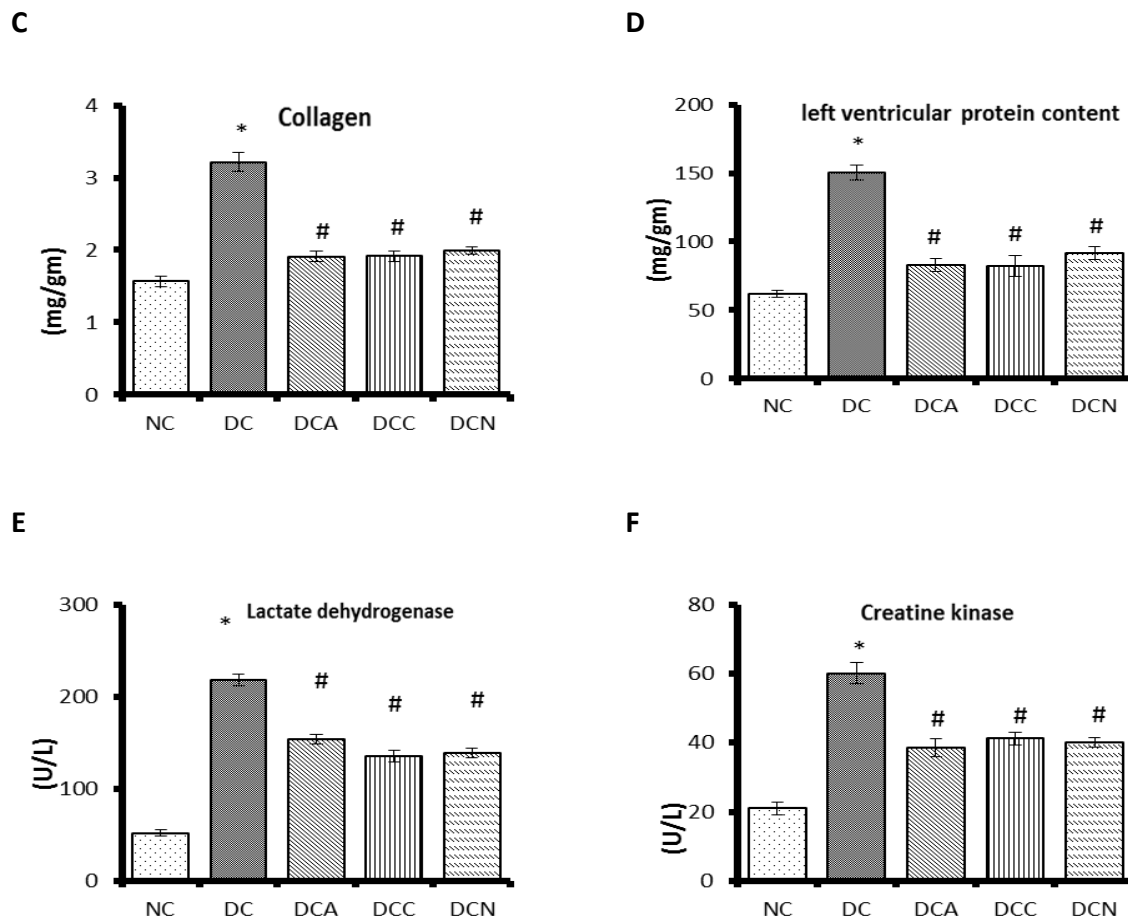 C
Collagen
(mg/gm)
4
3
2
1
0
*
#
#
#
NC DC DCA DCC DCN
D
left ventricular protein content
(mg/gm)
200
150
100
50
0
*
#
#
#
NC DC DCA DCC DCN
E
Lactate dehydrogenase
(U/L)
300
200
100
0
*
#
#
#
NC DC DCA DCC DCN
F
Creatine kinase
(U/L)
80
60
40
20
0
*
#
#
#
NC DC DCA DCC DCN